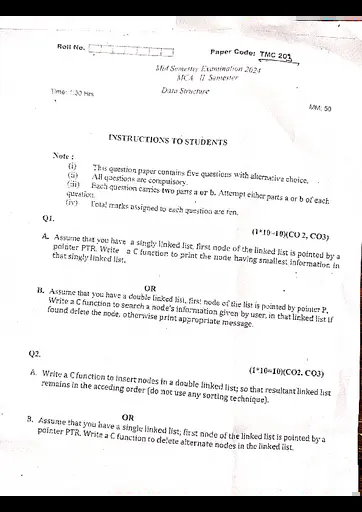 Roll No.
Paper Code: TMC 201
Mid Semester Examination 2024
MCA II Semester
Data Structure
Time: 1:30 Hrs
MM: 50
INSTRUCTIONS TO STUDENTS
Note :
(i) This question paper contains five questions with alternative choice.
(ii) All questions are compulsory.
(iii) Each question carries two parts a or b. Attempt either parts a or b of each
question.
(iv) Total marks assigned to each question are ten.
Q1.
(1*10=10)(CO 2, CO3)
A. Assume that you have a singly linked list, first node of the linked list is pointed by a
pointer PTR. Write a C function to print the node having smallest information in
that singly linked list.
OR
B. Assume that you have a double linked list, first node of the list is pointed by pointer P.
Write a C function to search a node's information given by user, in that linked list if
found delete the node, otherwise print appropriate message.
Q2.
(1*10=10)(CO2, CO3)
A. Write a C function to insert nodes in a double linked list; so that resultant linked list
remains in the acceding order (do not use any sorting technique).
OR
B. Assume that you have a single linked list; first node of the linked list is pointed by a
pointer PTR. Write a C function to delete alternate nodes in the linked list.